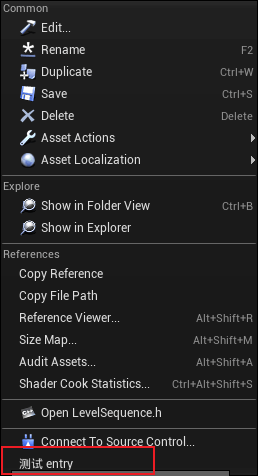 Common
Edit...
Rename F2
Duplicate Ctrl+W
Save Ctrl+S
Delete Delete
Asset Actions
Asset Localization
Explore
Show in Folder View Ctrl+B
Show in Explorer
References
Copy Reference
Copy File Path
Reference Viewer... Alt+Shift+R
Size Map... Alt+Shift+M
Audit Assets... Alt+Shift+A
Shader Cook Statistics... Ctrl+Alt+Shift+S
Open LevelSequence.h
Connect To Source Control...
测试 entry